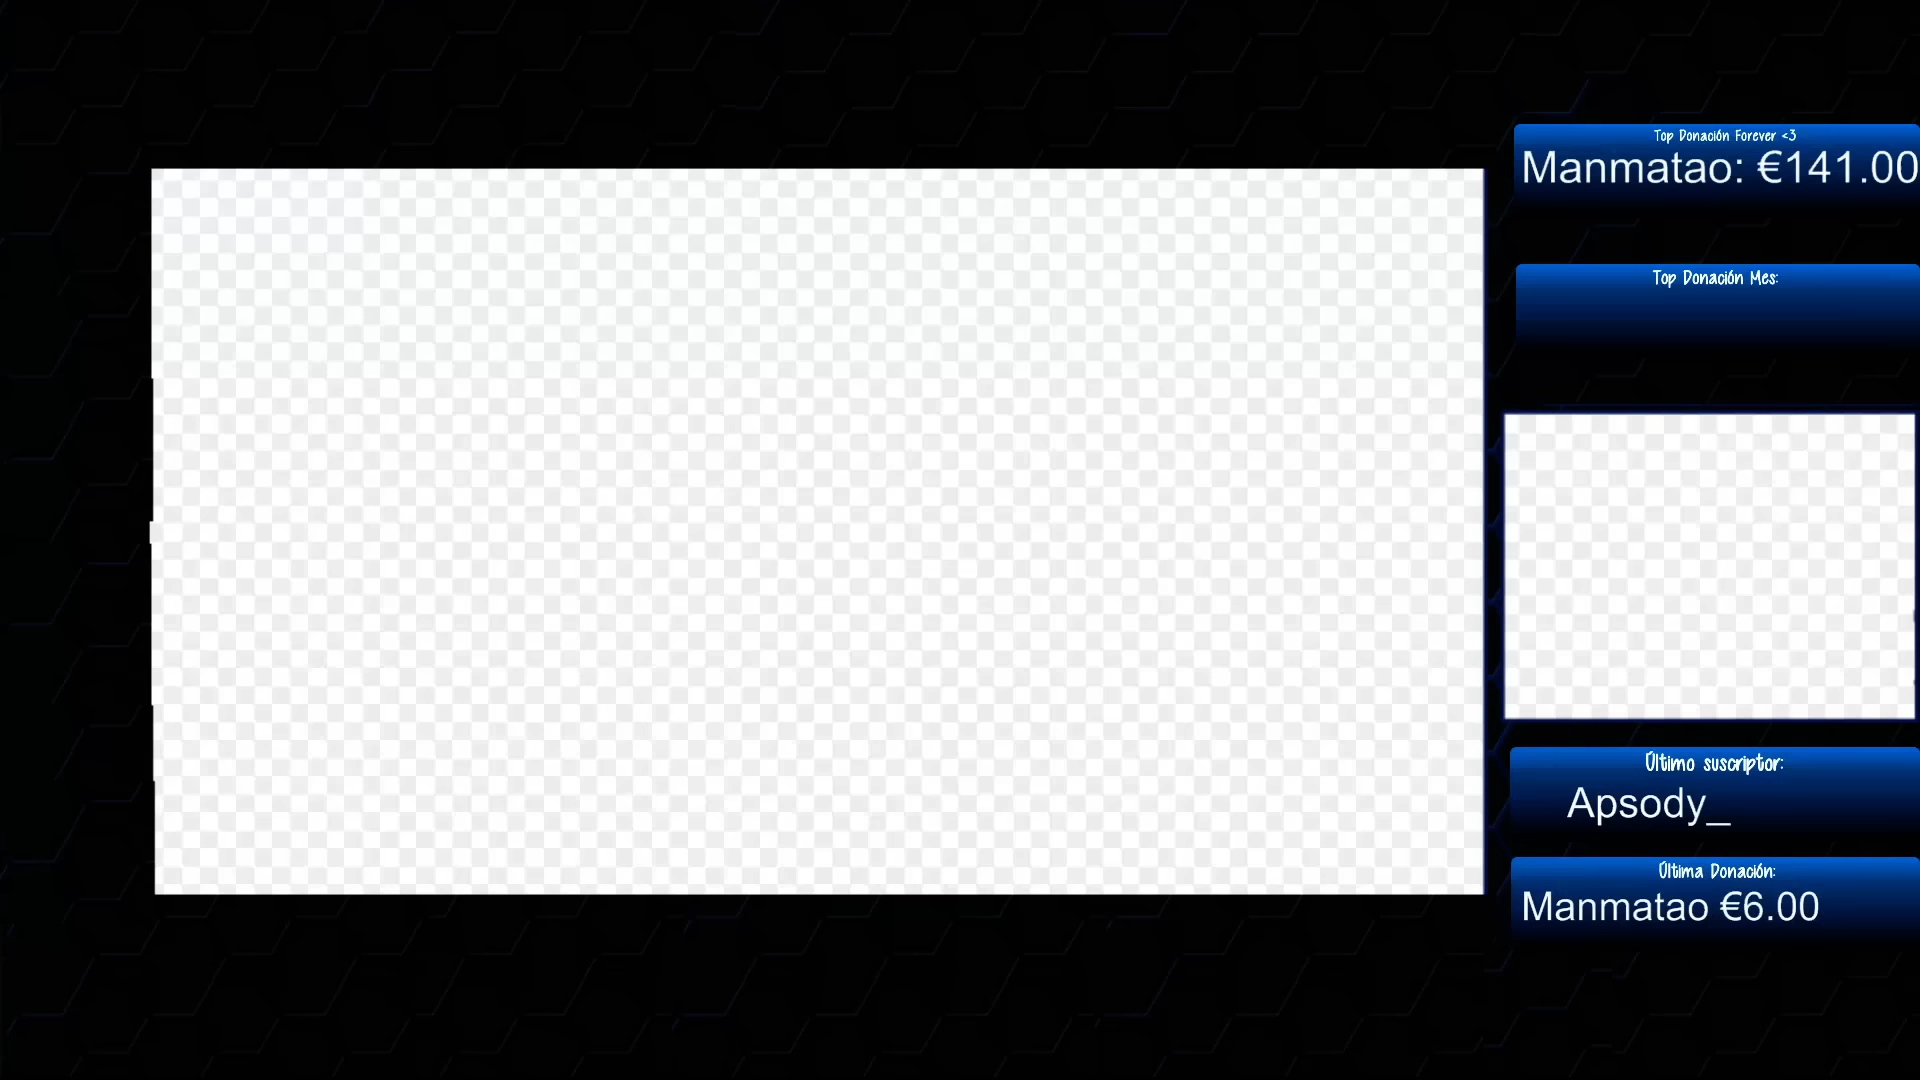 Top Donación Forever <3
Manmatao: €141.00
Top Donación Mes:
Último suscriptor:
Apsody_
Última Donación:
Manmatao €6.00